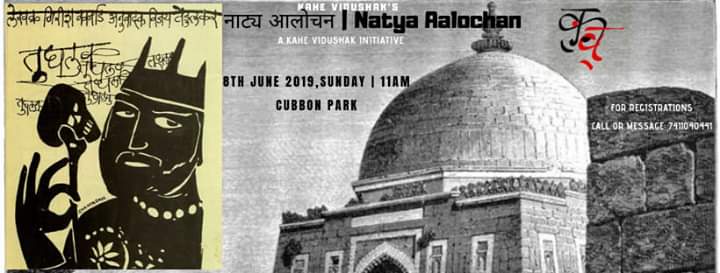 लेखक गिरीश कार्नाड अनुवादक विजय तेंडुलकर
तुघलक
KAHE VIDUSHAK'S
नाट्य आलोचन | Natya Aalochan
A KAHE VIDUSHAK INITIATIVE
8TH JUNE 2019,SUNDAY | 11AM
CUBBON PARK
FOR REGISTRATIONS
CALL OR MESSAGE-7411040441